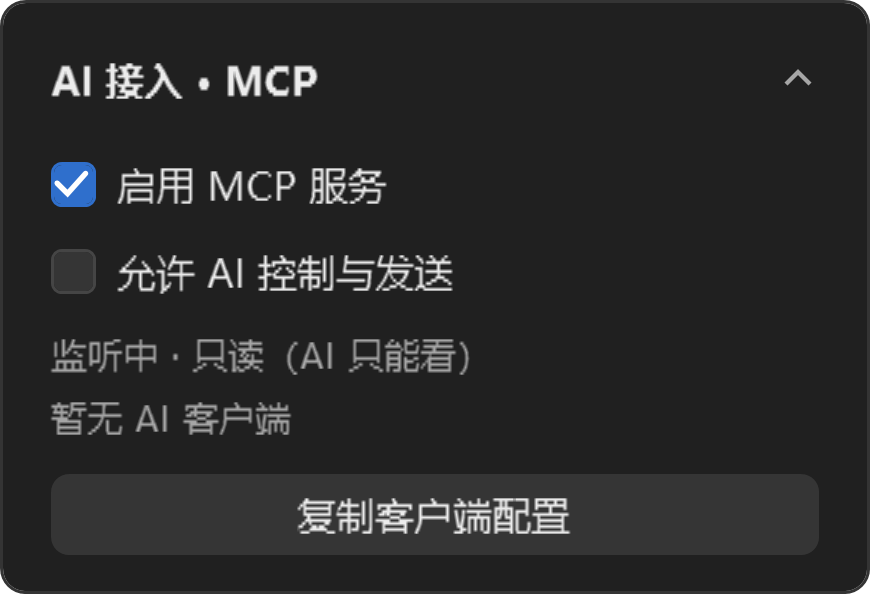 AI 接入 · MCP
启用 MCP 服务
允许 AI 控制与发送
监听中 · 只读（AI 只能看）
暂无 AI 客户端
复制客户端配置